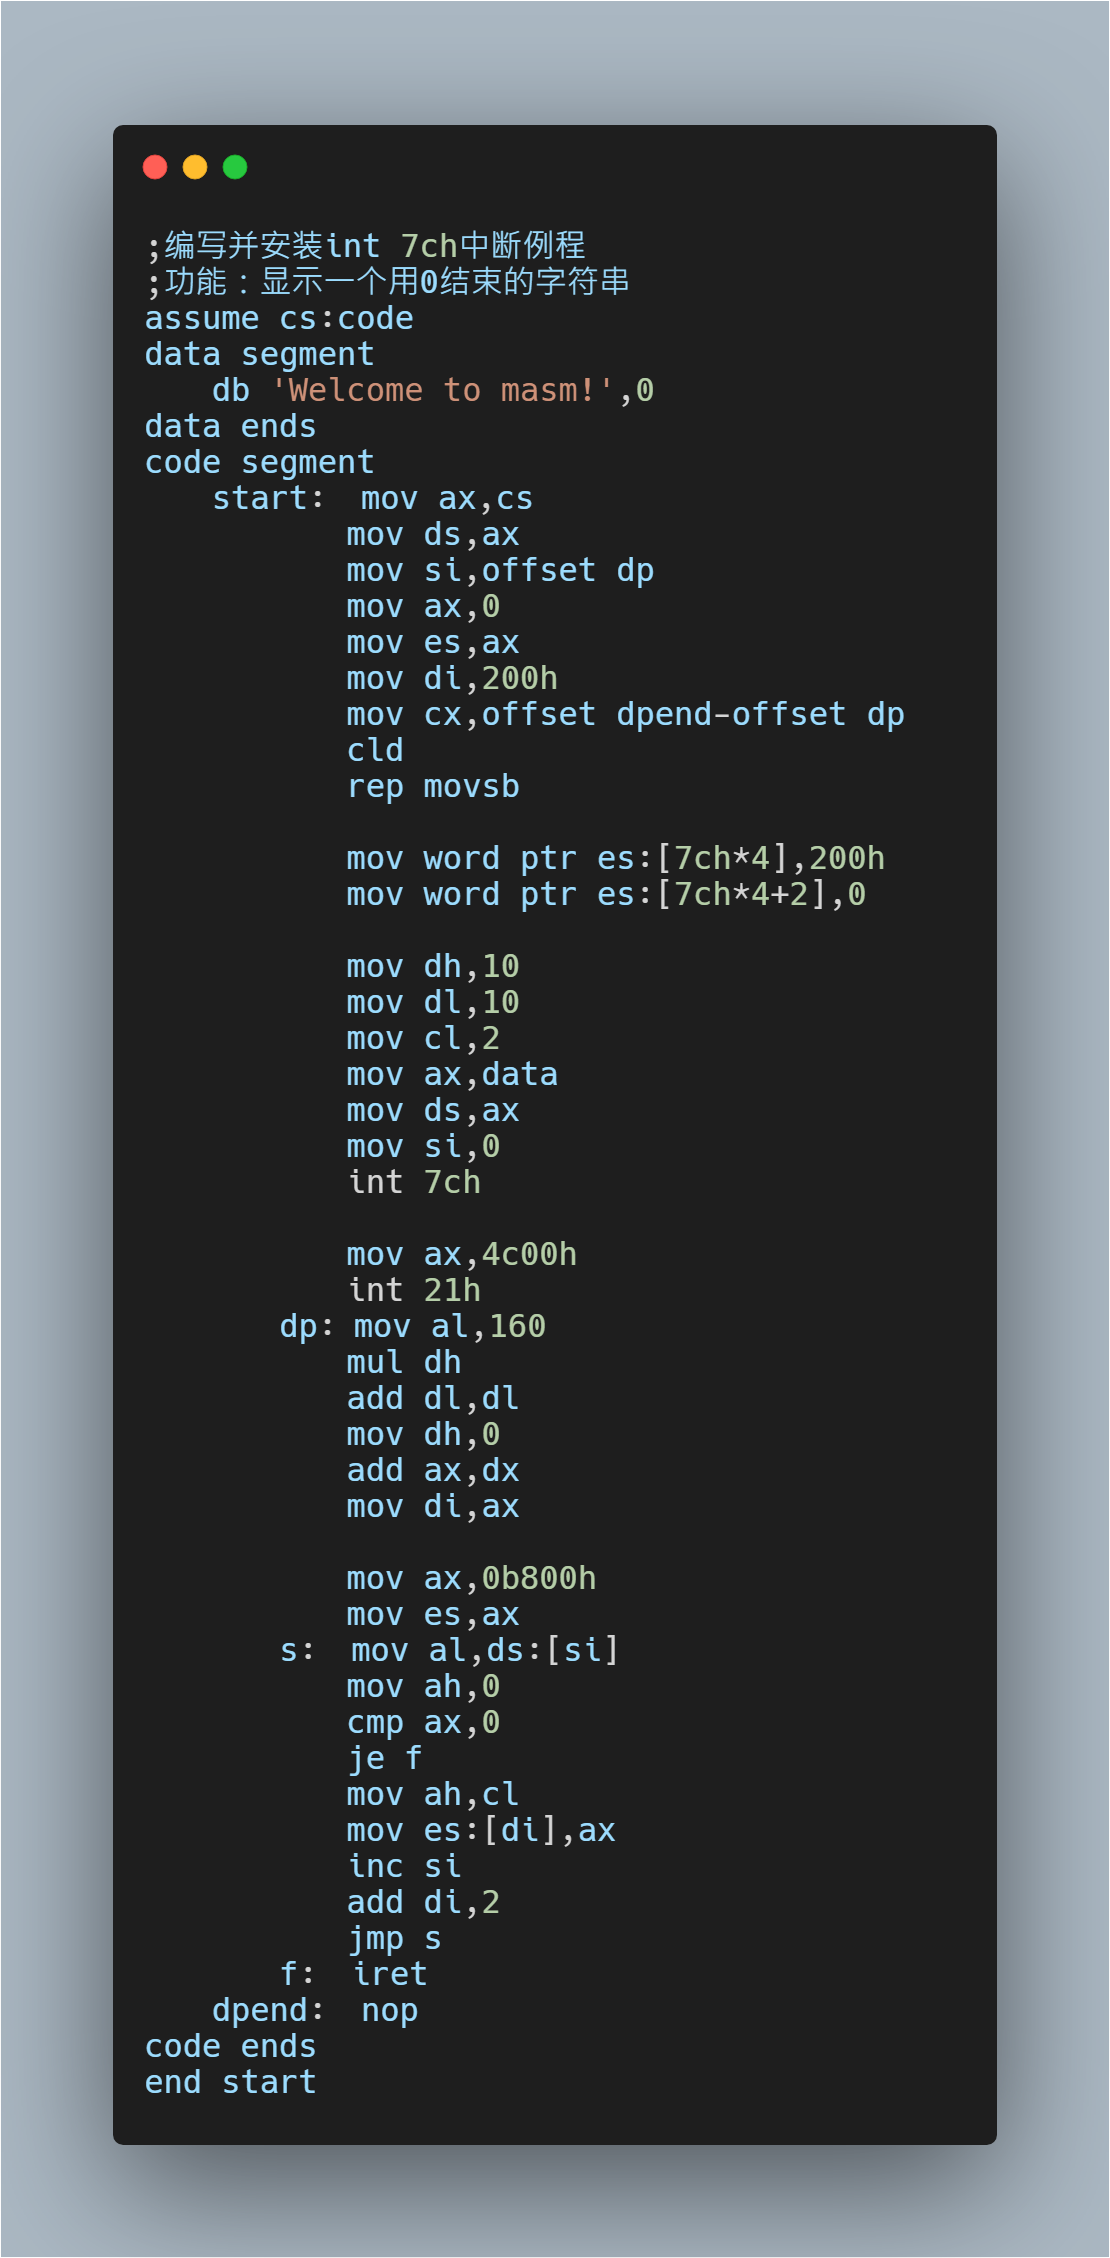 ;编写并安装int 7ch中断例程
;功能：显示一个用0结束的字符串
assume cs:code
data segment
    db 'Welcome to masm!',0
data ends
code segment
    start:  mov ax,cs
            mov ds,ax
            mov si,offset dp
            mov ax,0
            mov es,ax
            mov di,200h
            mov cx,offset dpend-offset dp
            cld
            rep movsb

            mov word ptr es:[7ch*4],200h
            mov word ptr es:[7ch*4+2],0

            mov dh,10
            mov dl,10
            mov cl,2
            mov ax,data
            mov ds,ax
            mov si,0
            int 7ch

            mov ax,4c00h
            int 21h
        dp: mov al,160
            mul dh
            add dl,dl
            mov dh,0
            add ax,dx
            mov di,ax

            mov ax,0b800h
            mov es,ax
        s:  mov al,ds:[si]
            mov ah,0
            cmp ax,0
            je f
            mov ah,cl
            mov es:[di],ax
            inc si
            add di,2
            jmp s
        f:  iret
    dpend:  nop
code ends
end start